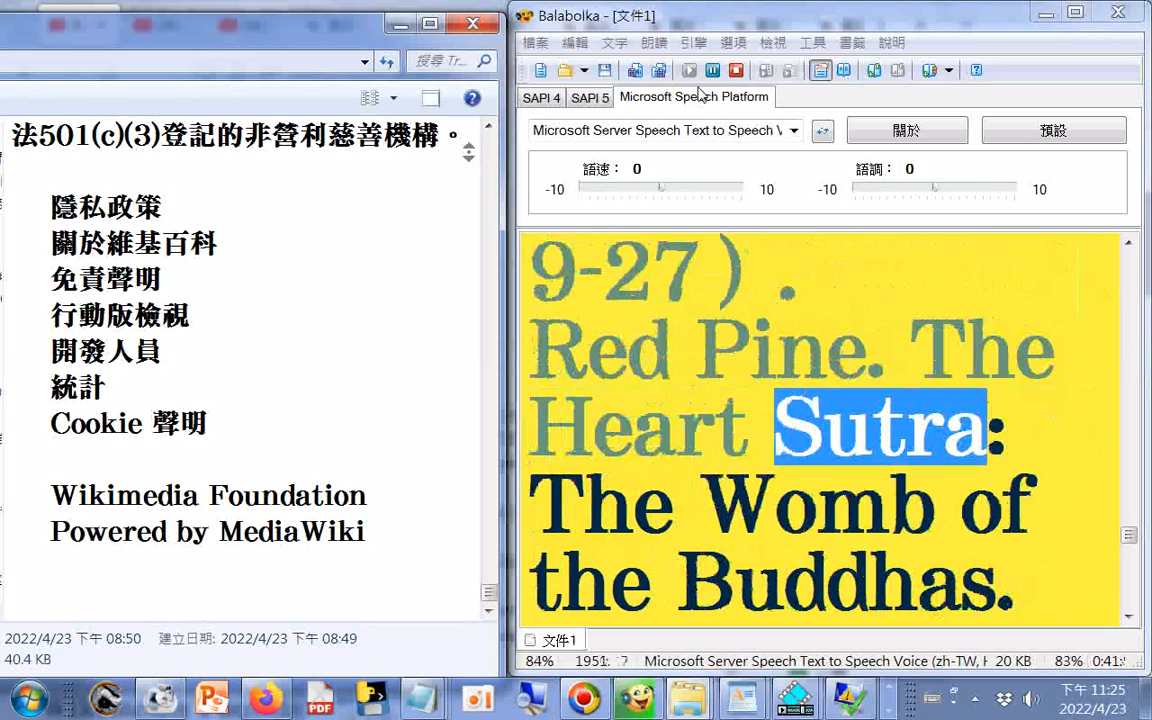 搜尋 Tr...
法501(c)(3)登記的非營利慈善機構。
隱私政策
關於維基百科
免責聲明
行動版檢視
開發人員
統計
Cookie 聲明
Wikimedia Foundation
Powered by MediaWiki
2022/4/23 下午 08:50 建立日期: 2022/4/23 下午 08:49
40.4 KB
Balabolka - [文件1]
檔案 編輯 文字 朗讀 引擎 選項 檢視 工具 書籤 說明
SAPI 4 SAPI 5 Microsoft Speech Platform
Microsoft Server Speech Text to Speech V 關於 預設
語速： 0 語調： 0
-10 10 -10 10
9-27）.
Red Pine. The
Heart Sutra:
The Womb of
the Buddhas.
文件1
84% Microsoft Server Speech Text to Speech Voice (zh-TW, 20 KB 83%
PDF
下午 11:25
2022/4/23